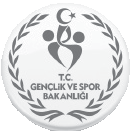 T.C.
GENÇLİK VE SPOR
BAKANLIĞI